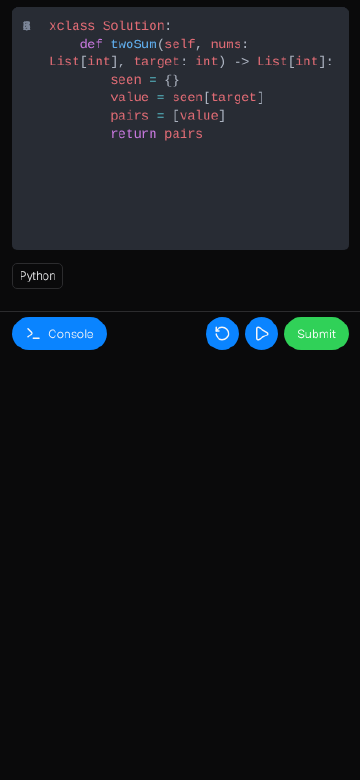 xclass Solution:
    def twoSum(self, nums:
List[int], target: int) -> List[int]:
        seen = {}
        value = seen[target]
        pairs = [value]
        return pairs
Python
Console
Submit